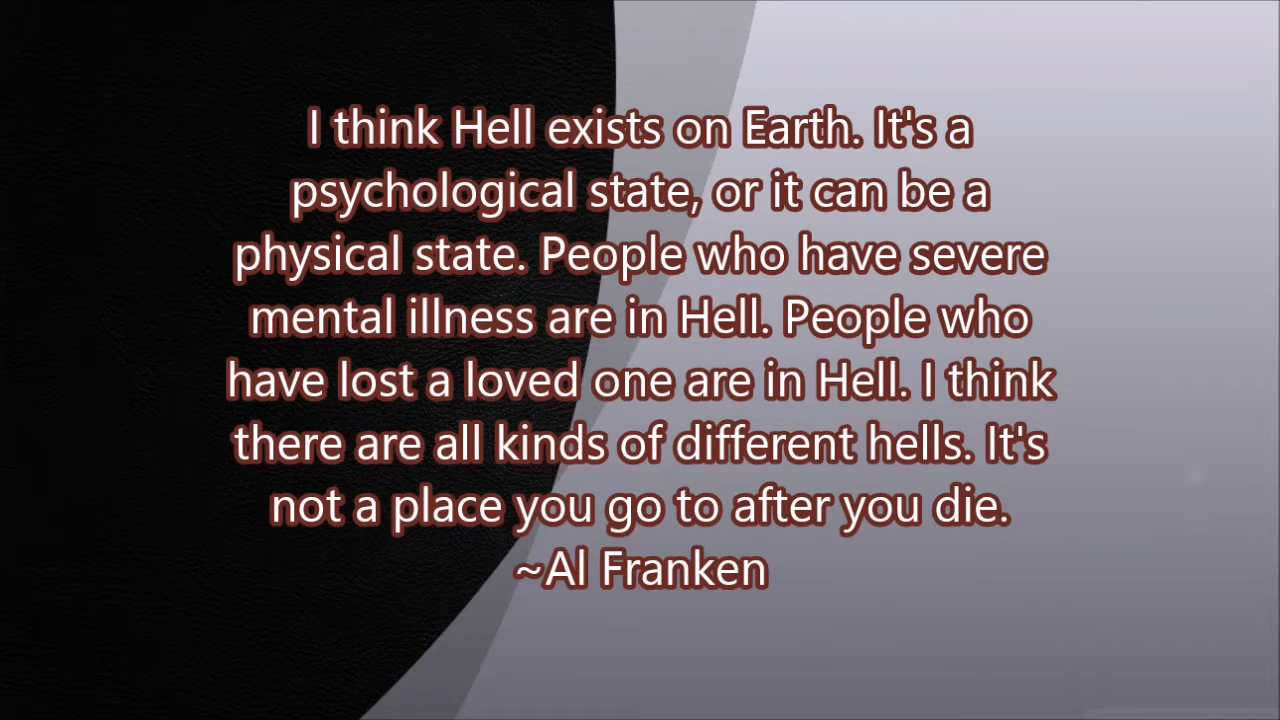 I think Hell exists on Earth. It's a
psychological state, or it can be a
physical state. People who have severe
mental illness are in Hell. People who
have lost a loved one are in Hell. I think
there are all kinds of different hells. It's
not a place you go to after you die.
~Al Franken